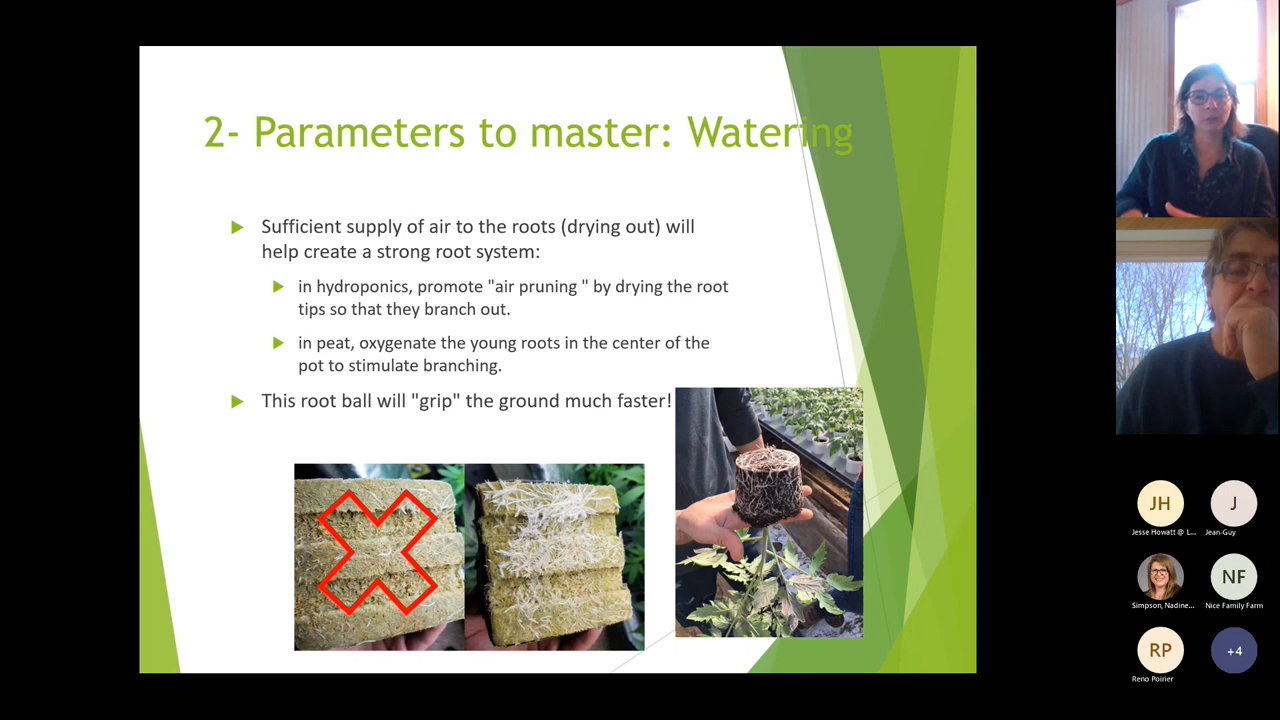 2- Parameters to master: Watering
Sufficient supply of air to the roots (drying out) will
help create a strong root system:
in hydroponics, promote "air pruning " by drying the root
tips so that they branch out.
in peat, oxygenate the young roots in the center of the
pot to stimulate branching.
This root ball will "grip" the ground much faster!
JH
J
Jesse Howatt @ L...
Jean-Guy
NF
Simpson, Nadine...
Nice Family Farm
RP
+4
Reno Poirier